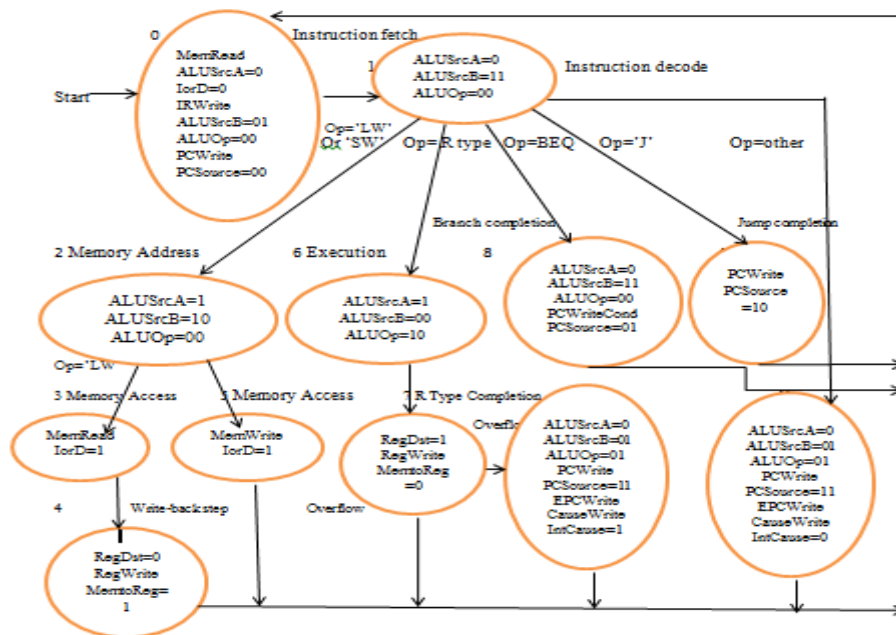 0
Instruction fetch
MemRead
ALUSrcA=0
IorD=0
IRWrite
ALUSrcB=01
ALUOp=00
PCWrite
PCSource=00
Start
1
ALUSrcA=0
ALUSrcB=11
ALUOp=00
Instruction decode
Op='LW'
Or 'SW'
Op= R type
Op=BEQ
Op='J'
Op=other
2 Memory Address
ALUSrcA=1
ALUSrcB=10
ALUOp=00
6 Execution
ALUSrcA=1
ALUSrcB=00
ALUOp=10
Branch completion
8
ALUSrcA=0
ALUSrcB=11
ALUOp=00
PCWriteCond
PCSource=01
Jump completion
PCWrite
PCSource
=10
Op='LW
3 Memory Access
MemRead
IorD=1
5 Memory Access
MemWrite
IorD=1
7 R Type Completion
RegDst=1
RegWrite
MemtoReg
=0
Overflow
ALUSrcA=0
ALUSrcB=01
ALUOp=01
PCWrite
PCSource=11
EPCWrite
CauseWrite
IntCause=1
ALUSrcA=0
ALUSrcB=01
ALUOp=01
PCWrite
PCSource=11
EPCWrite
CauseWrite
IntCause=0
4
Write-back step
Overflow
RegDst=0
RegWrite
MemtoReg=
1